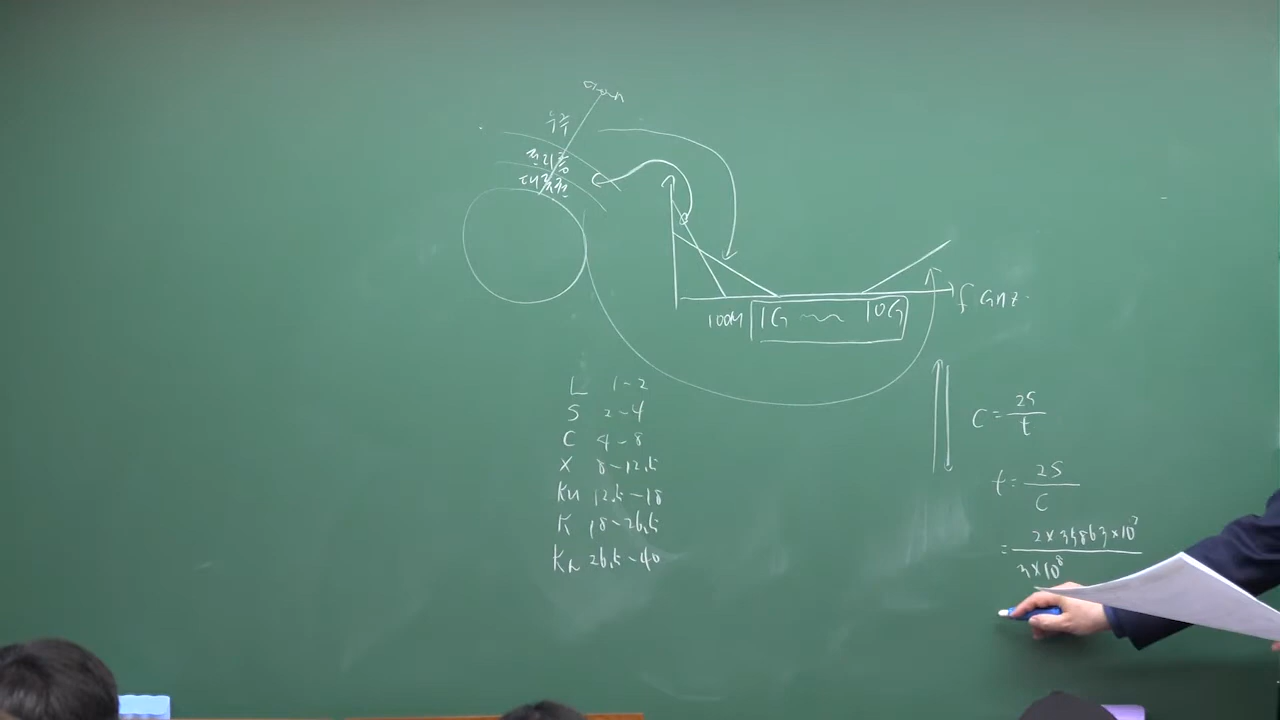 우주
전리층
대류권
f GHz
100M 1G ~ 10G
L 1~2
S 2~4
C 4~8
X 8~12.5
Ku 12.5~18
K 18~26.5
Ka 26.5~40
C = 2S / t
t = 2S / C
= 2×35863×10³ / 3×10⁸